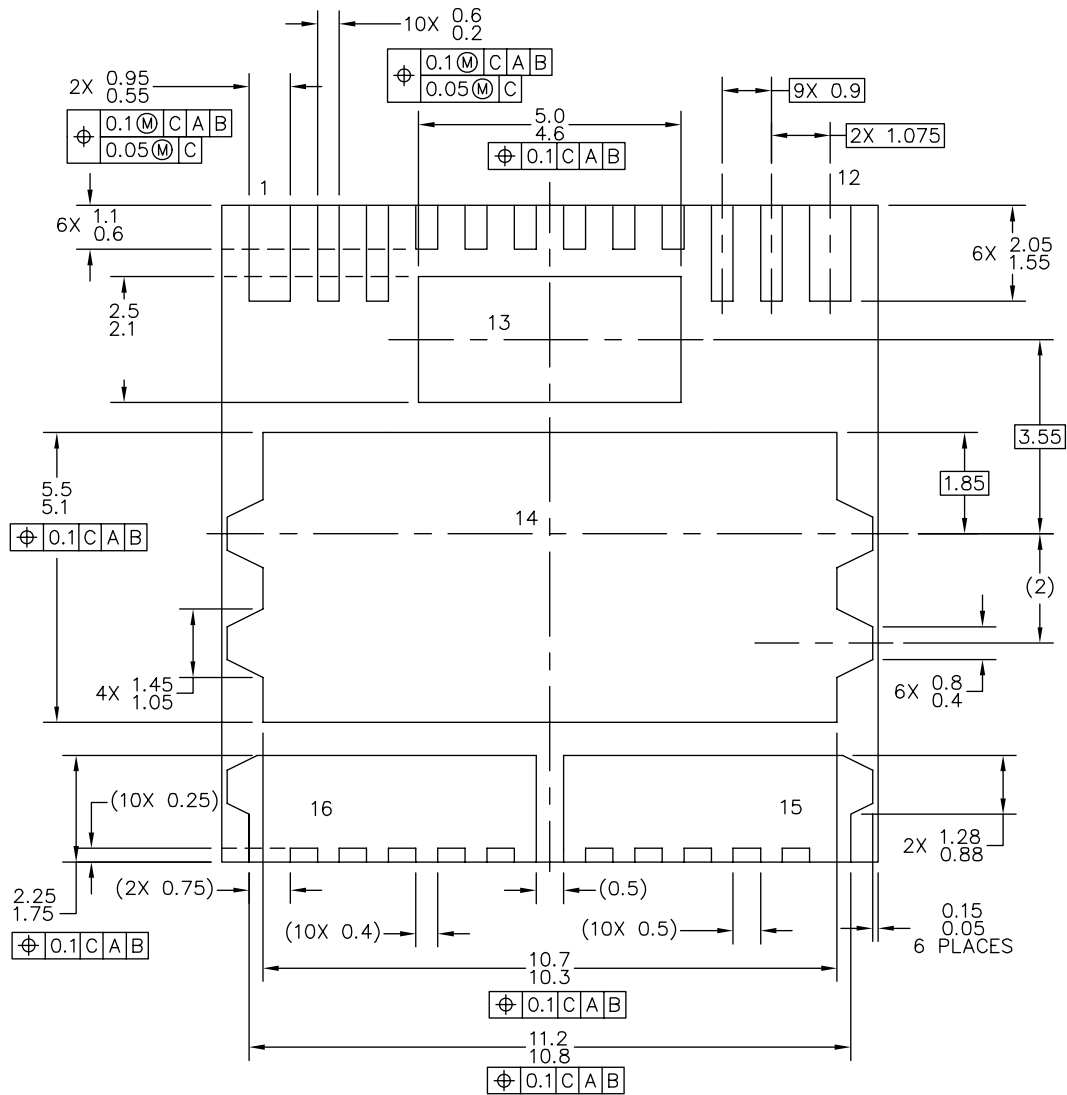 10X 0.6
0.2
⌖ 0.1 Ⓜ C A B
0.05 Ⓜ C
2X 0.95
0.55
⌖ 0.1 Ⓜ C A B
0.05 Ⓜ C
9X 0.9
5.0
4.6
⌖ 0.1 C A B
2X 1.075
1
12
6X 1.1
0.6
6X 2.05
1.55
2.5
2.1
13
3.55
1.85
5.5
5.1
⌖ 0.1 C A B
14
(2)
4X 1.45
1.05
6X 0.8
0.4
(10X 0.25)
16
15
2X 1.28
0.88
2.25
1.75
⌖ 0.1 C A B
(2X 0.75)
(0.5)
(10X 0.4)
(10X 0.5)
0.15
0.05
6 PLACES
10.7
10.3
⌖ 0.1 C A B
11.2
10.8
⌖ 0.1 C A B